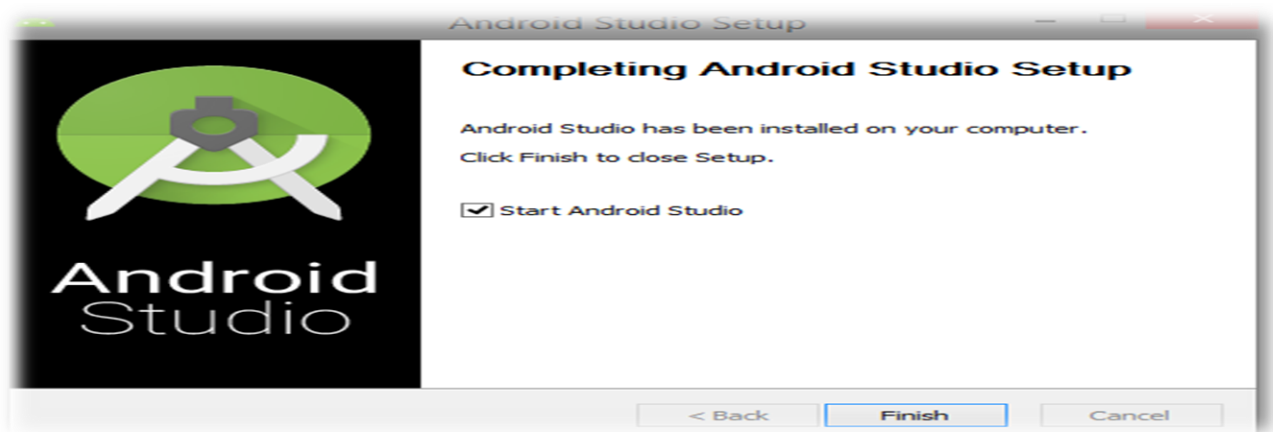 Android Studio Setup
Completing Android Studio Setup
Android Studio has been installed on your computer.
Click Finish to close Setup.
Start Android Studio
Android
Studio
< Back
Finish
Cancel